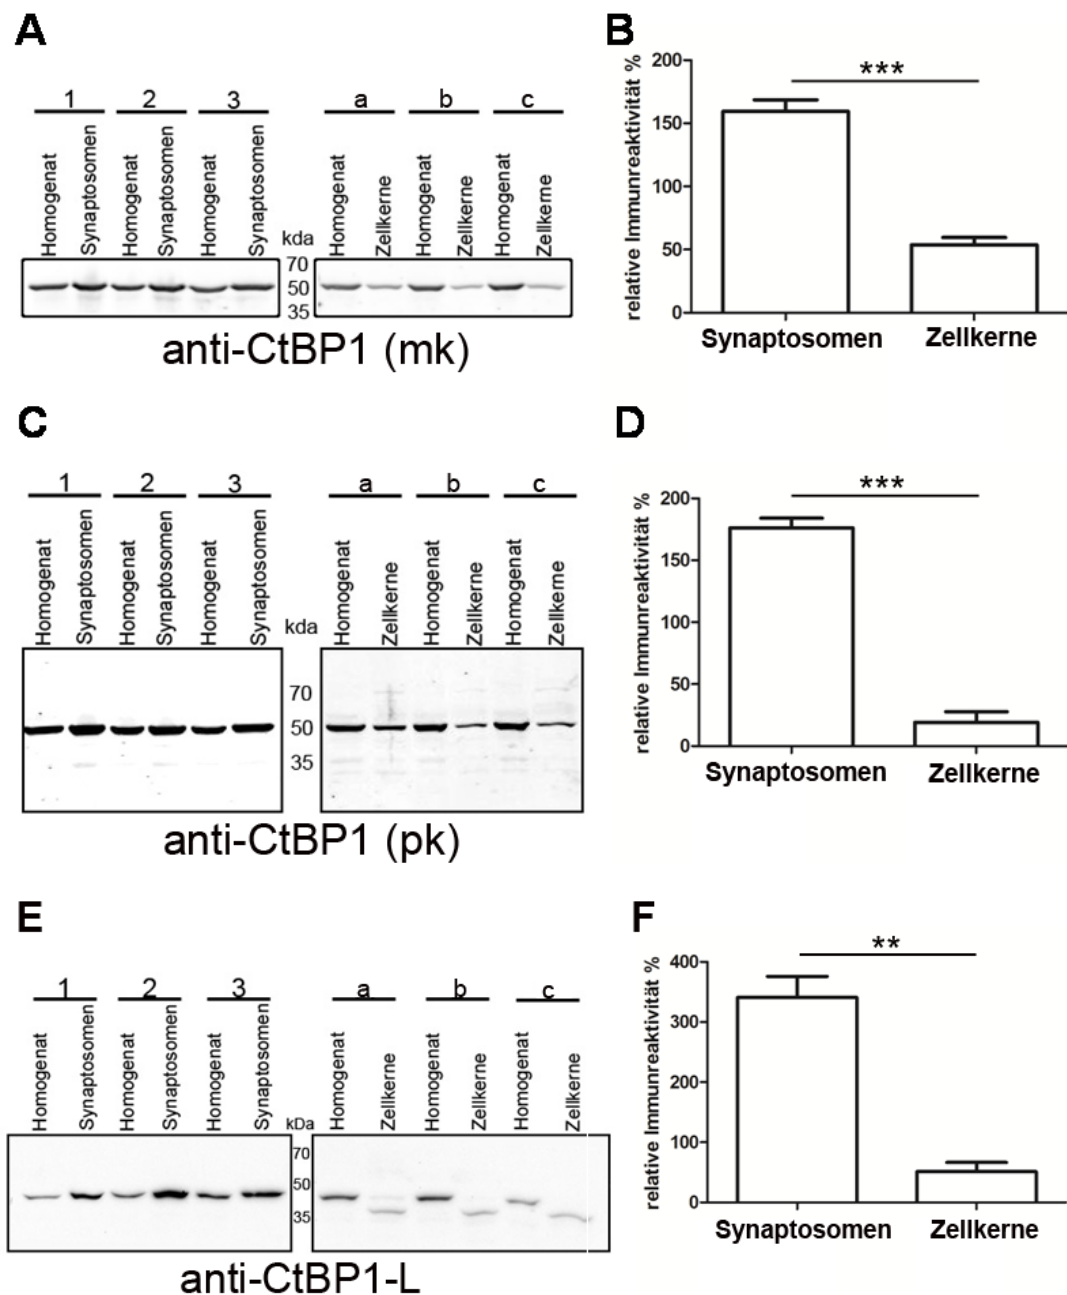 A
1 2 3 a b c
Homogenat Synaptosomen Homogenat Synaptosomen Homogenat Synaptosomen Homogenat Zellkerne Homogenat Zellkerne Homogenat Zellkerne
kda
70
50
35
anti-CtBP1 (mk)
B
relative Immunreaktivität %
200
150
100
50
0
***
Synaptosomen Zellkerne
C
1 2 3 a b c
Homogenat Synaptosomen Homogenat Synaptosomen Homogenat Synaptosomen Homogenat Zellkerne Homogenat Zellkerne Homogenat Zellkerne
kda
70
50
35
anti-CtBP1 (pk)
D
relative Immunreaktivität %
200
150
100
50
0
***
Synaptosomen Zellkerne
E
1 2 3 a b c
Homogenat Synaptosomen Homogenat Synaptosomen Homogenat Synaptosomen Homogenat Zellkerne Homogenat Zellkerne Homogenat Zellkerne
kDa
70
50
35
anti-CtBP1-L
F
relative Immunreaktivität %
400
300
200
100
0
**
Synaptosomen Zellkerne